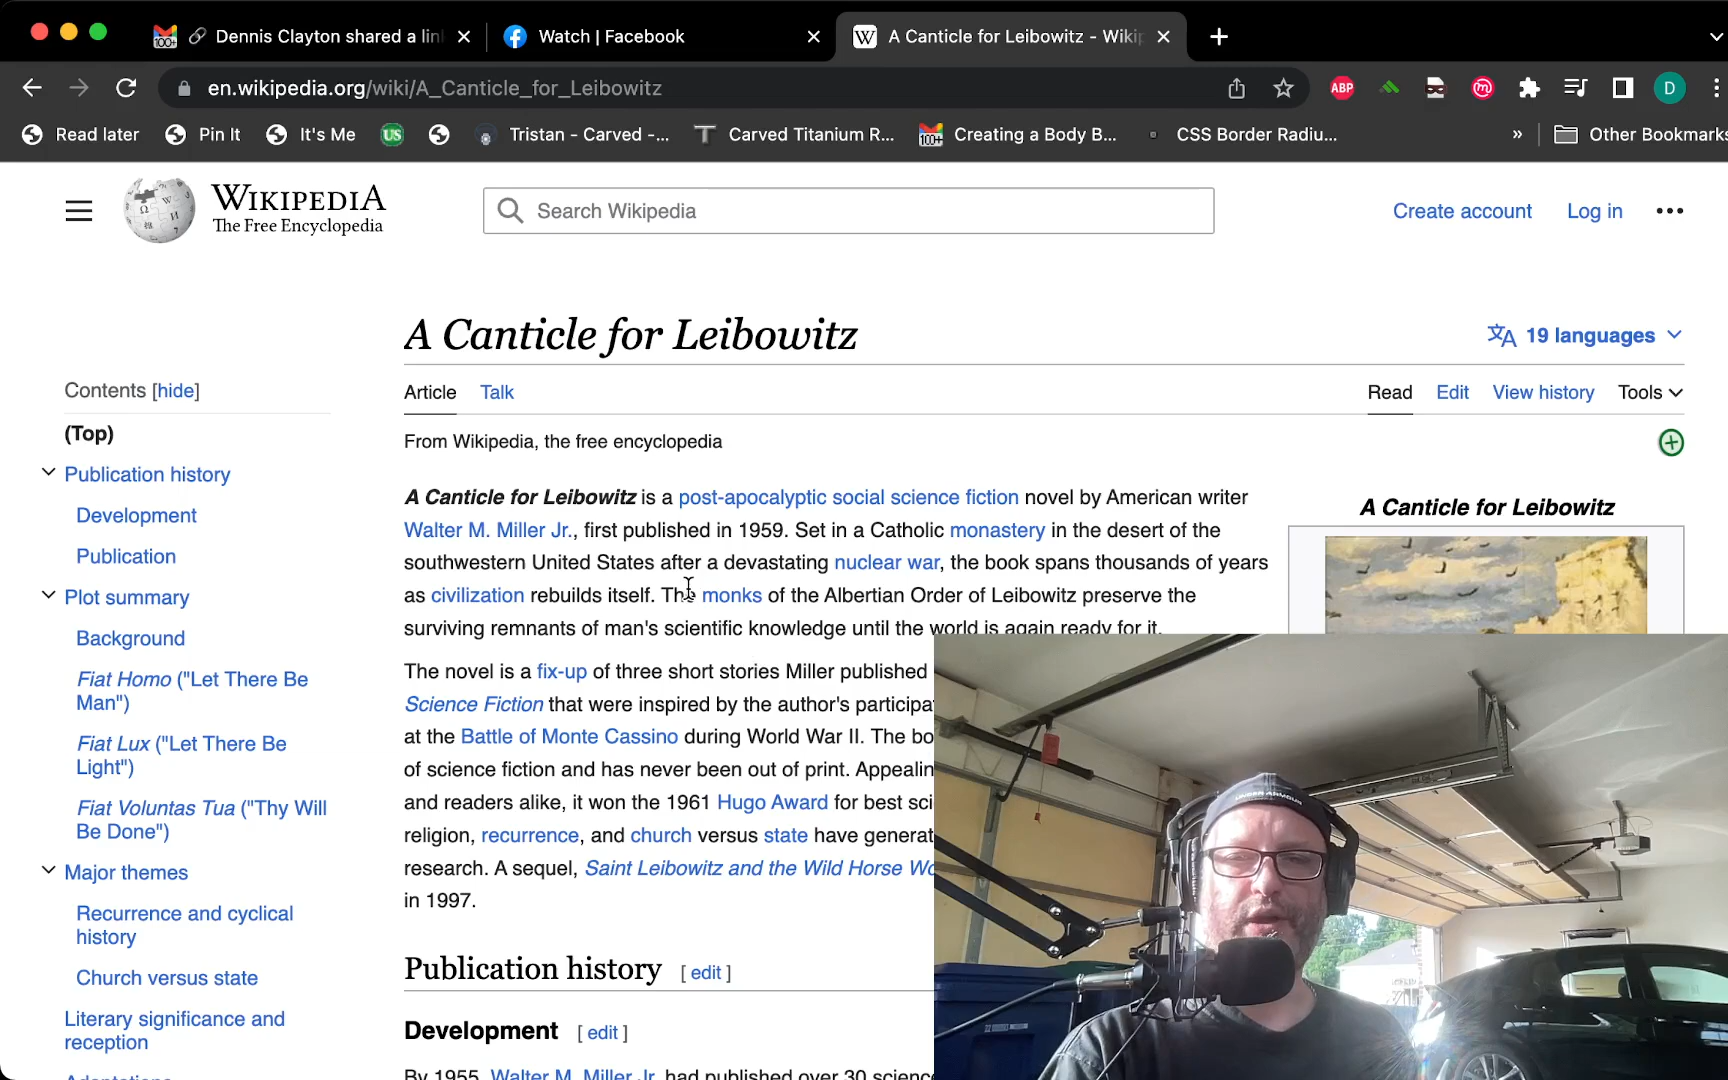 100+ Dennis Clayton shared a lin
Watch | Facebook
W A Canticle for Leibowitz - Wikip
en.wikipedia.org/wiki/A_Canticle_for_Leibowitz
ABP
D
Read later
Pin It
It's Me
US
Tristan - Carved -...
Carved Titanium R...
100+ Creating a Body B...
CSS Border Radiu...
»
Other Bookmarks
WIKIPEDIA
The Free Encyclopedia
Search Wikipedia
Create account
Log in
A Canticle for Leibowitz
19 languages
Contents [hide]
(Top)
Publication history
Development
Publication
Plot summary
Background
Fiat Homo ("Let There Be
Man")
Fiat Lux ("Let There Be
Light")
Fiat Voluntas Tua ("Thy Will
Be Done")
Major themes
Recurrence and cyclical
history
Church versus state
Literary significance and
reception
Adaptations
Article
Talk
Read
Edit
View history
Tools
From Wikipedia, the free encyclopedia
A Canticle for Leibowitz is a post-apocalyptic social science fiction novel by American writer
Walter M. Miller Jr., first published in 1959. Set in a Catholic monastery in the desert of the
southwestern United States after a devastating nuclear war, the book spans thousands of years
as civilization rebuilds itself. The monks of the Albertian Order of Leibowitz preserve the
surviving remnants of man's scientific knowledge until the world is again ready for it.
The novel is a fix-up of three short stories Miller published
Science Fiction that were inspired by the author's participa
at the Battle of Monte Cassino during World War II. The bo
of science fiction and has never been out of print. Appealin
and readers alike, it won the 1961 Hugo Award for best sci
religion, recurrence, and church versus state have generat
research. A sequel, Saint Leibowitz and the Wild Horse Wo
in 1997.
Publication history [ edit ]
Development [ edit ]
By 1955, Walter M. Miller Jr. had published over 30 science
A Canticle for Leibowitz
UNDER ARMOUR